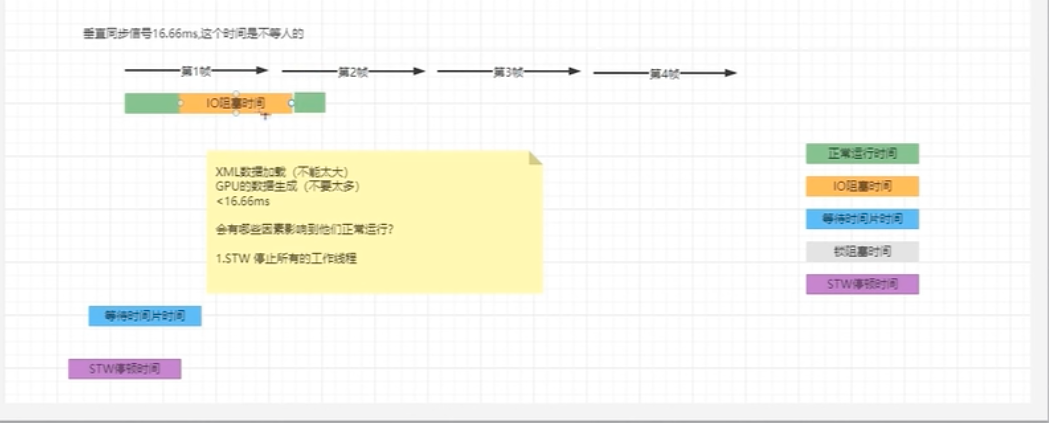 垂直同步信号16.66ms,这个时间是不等人的
第1帧
第2帧
第3帧
第4帧
IO阻塞时间
XML数据加载（不能太大）
GPU的数据生成（不要太多）
<16.66ms
会有哪些因素影响到他们正常运行?
1.STW 停止所有的工作线程
正常运行时间
IO阻塞时间
等待时间片时间
锁阻塞时间
STW停顿时间
等待时间片时间
STW停顿时间